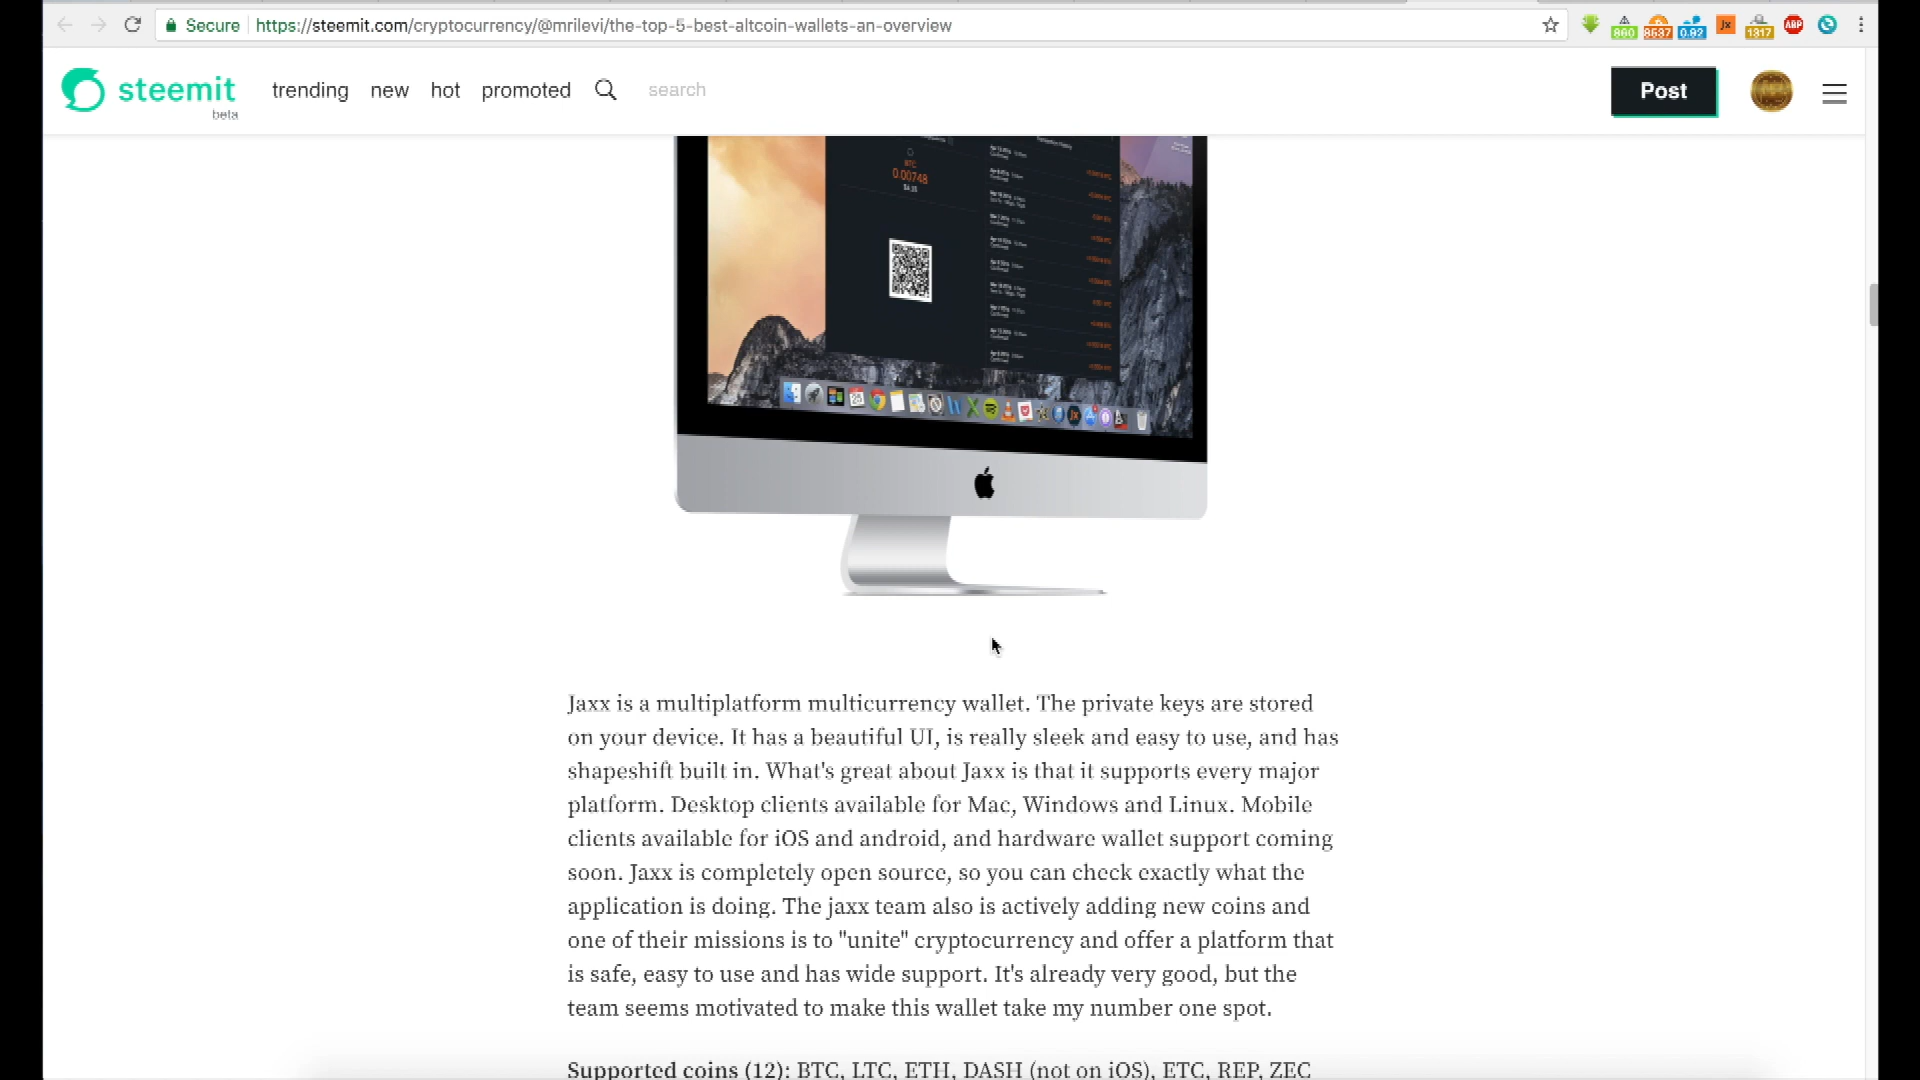 Secure https://steemit.com/cryptocurrency/@mrilevi/the-top-5-best-altcoin-wallets-an-overview
860 8537 0.92 Jx 1317 ABP
steemit
beta
trending new hot promoted search
Post
BTC
0.00748
Jaxx is a multiplatform multicurrency wallet. The private keys are stored
on your device. It has a beautiful UI, is really sleek and easy to use, and has
shapeshift built in. What's great about Jaxx is that it supports every major
platform. Desktop clients available for Mac, Windows and Linux. Mobile
clients available for iOS and android, and hardware wallet support coming
soon. Jaxx is completely open source, so you can check exactly what the
application is doing. The jaxx team also is actively adding new coins and
one of their missions is to "unite" cryptocurrency and offer a platform that
is safe, easy to use and has wide support. It's already very good, but the
team seems motivated to make this wallet take my number one spot.
Supported coins (12): BTC, LTC, ETH, DASH (not on iOS), ETC, REP, ZEC